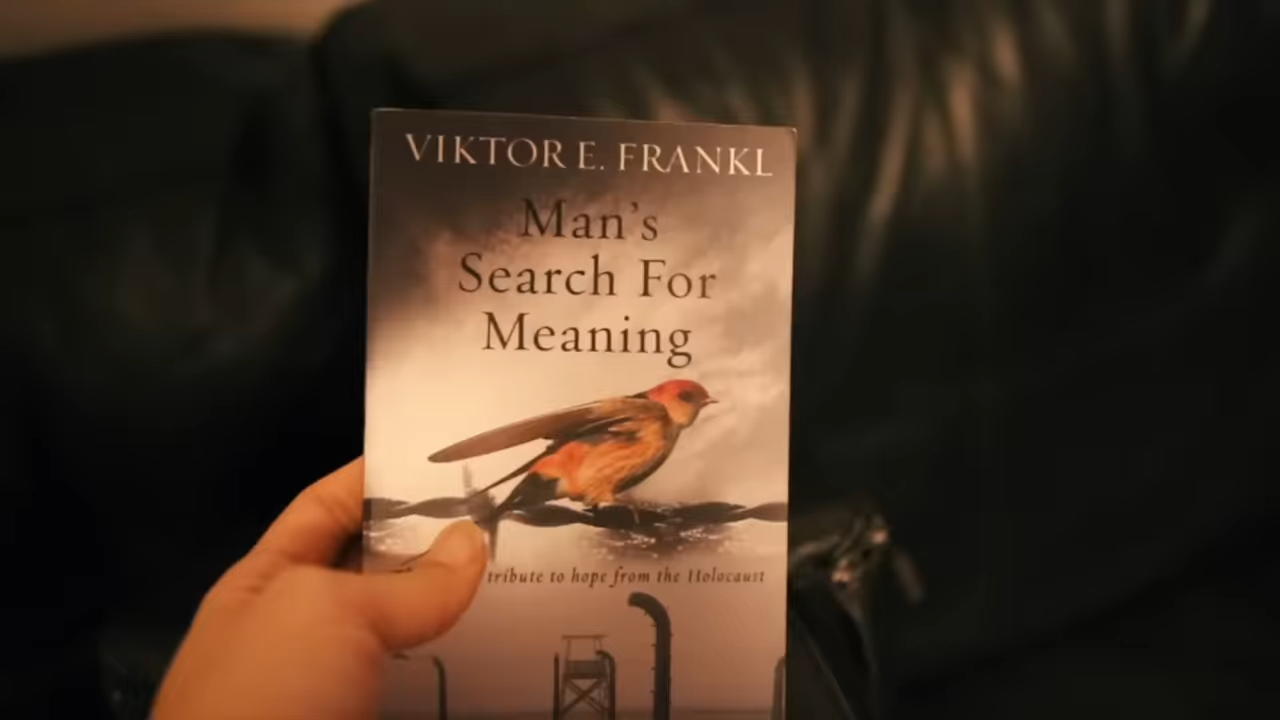 VIKTOR E. FRANKL
Man's
Search For
Meaning
tribute to hope from the Holocaust